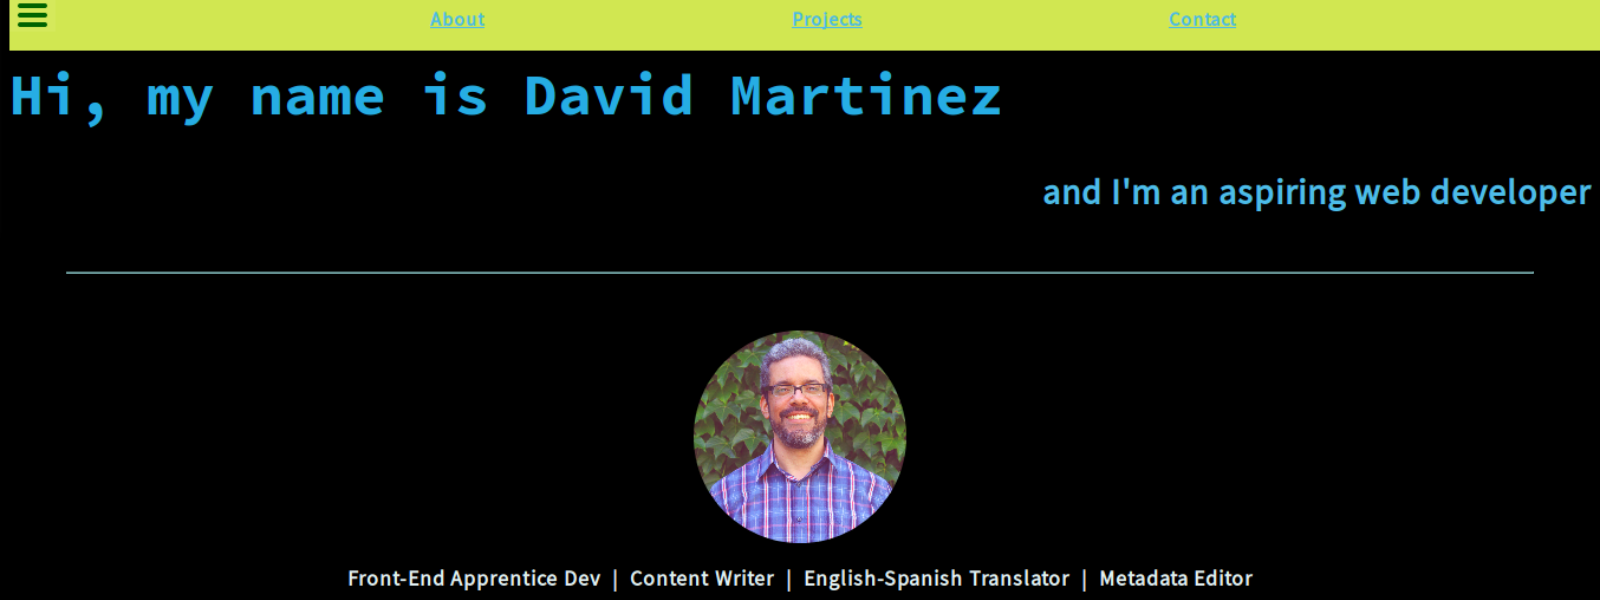 About Projects Contact
Hi, my name is David Martinez
and I'm an aspiring web developer
Front-End Apprentice Dev | Content Writer | English-Spanish Translator | Metadata Editor